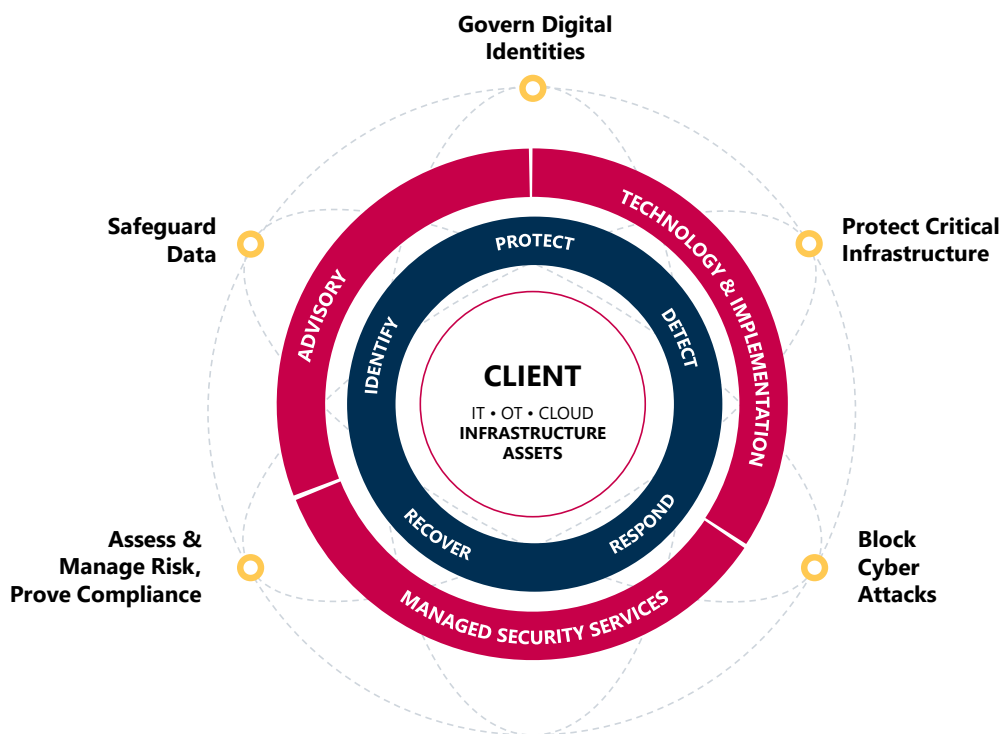 Govern Digital
Identities
Safeguard
Data
Protect Critical
Infrastructure
ADVISORY
TECHNOLOGY & IMPLEMENTATION
MANAGED SECURITY SERVICES
IDENTIFY
PROTECT
DETECT
RESPOND
RECOVER
CLIENT
IT • OT • CLOUD
INFRASTRUCTURE
ASSETS
Assess &
Manage Risk,
Prove Compliance
Block
Cyber
Attacks